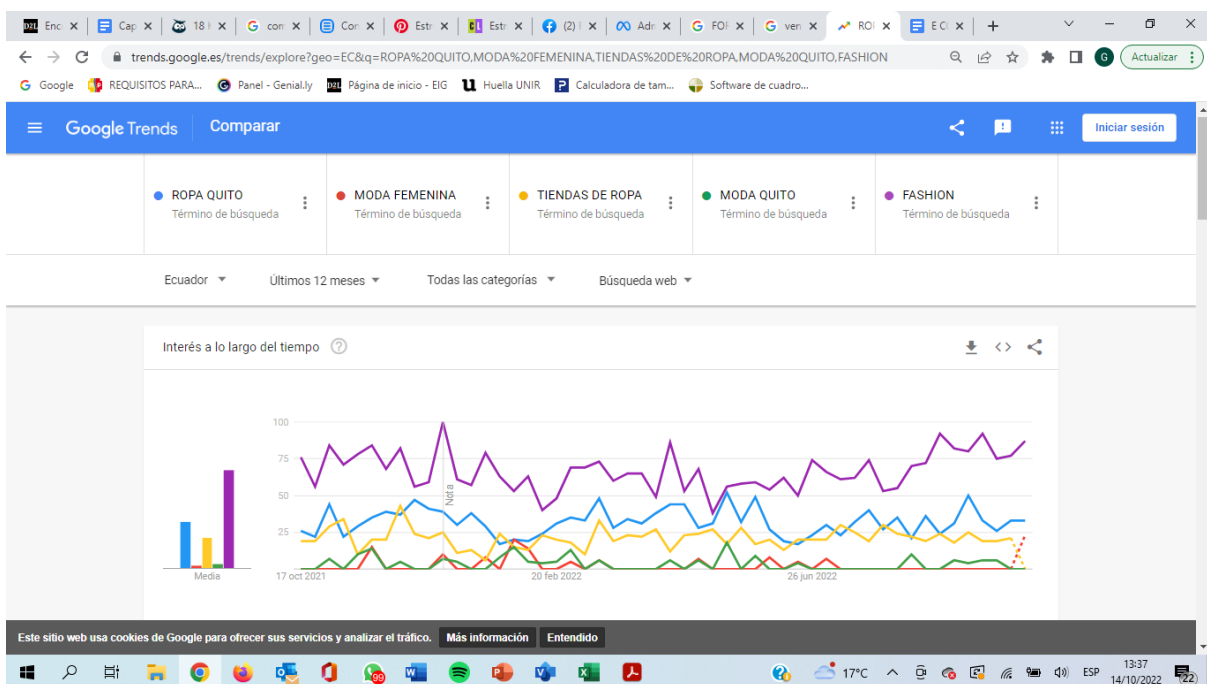 Enc
Cap
18
G com
Con
Estr
Estr
(2)
Adr
FOR
G ven
ROI
E C
trends.google.es/trends/explore?geo=EC&q=ROPA%20QUITO,MODA%20FEMENINA,TIENDAS%20DE%20ROPA,MODA%20QUITO,FASHION
G
Actualizar
Google
REQUISITOS PARA...
Panel - Genial.ly
Página de inicio - EIG
Huella UNIR
Calculadora de tam...
Software de cuadro...
Google Trends
Comparar
Iniciar sesión
ROPA QUITO
Término de búsqueda
MODA FEMENINA
Término de búsqueda
TIENDAS DE ROPA
Término de búsqueda
MODA QUITO
Término de búsqueda
FASHION
Término de búsqueda
Ecuador
Últimos 12 meses
Todas las categorías
Búsqueda web
Interés a lo largo del tiempo
100
75
50
25
Nota
Media
17 oct 2021
20 feb 2022
26 jun 2022
Este sitio web usa cookies de Google para ofrecer sus servicios y analizar el tráfico.
Más información
Entendido
99
17°C
ESP
13:37
14/10/2022
22